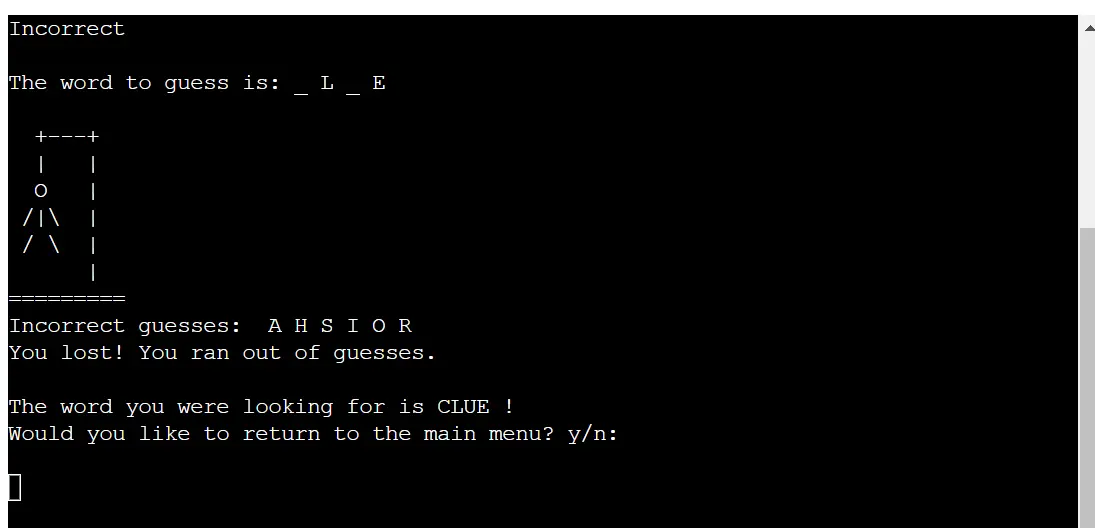 Incorrect
The word to guess is: _ L _ E
  +---+
  |   |
  O   |
 /|\  |
 / \  |
      |
=========
Incorrect guesses:  A H S I O R
You lost! You ran out of guesses.
The word you were looking for is CLUE !
Would you like to return to the main menu? y/n: